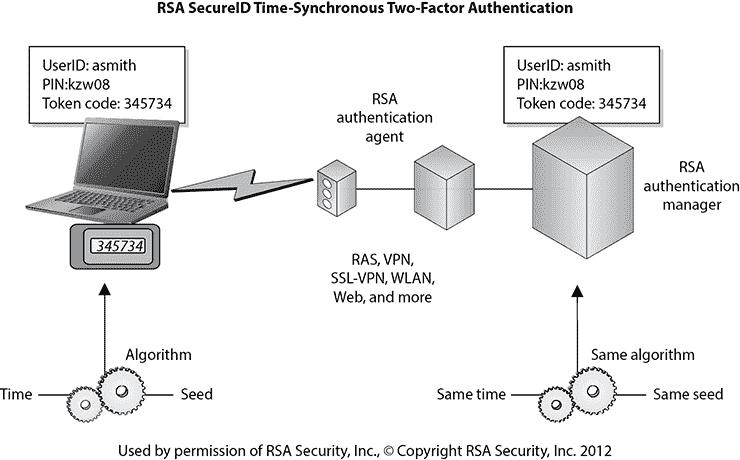 RSA SecureID Time-Synchronous Two-Factor Authentication
UserID: asmith
PIN:kzw08
Token code: 345734
UserID: asmith
PIN:kzw08
Token code: 345734
RSA
authentication
agent
RSA
authentication
manager
345734
RAS, VPN,
SSL-VPN, WLAN,
Web, and more
Algorithm
Time
Seed
Same algorithm
Same time
Same seed
Used by permission of RSA Security, Inc., © Copyright RSA Security, Inc. 2012